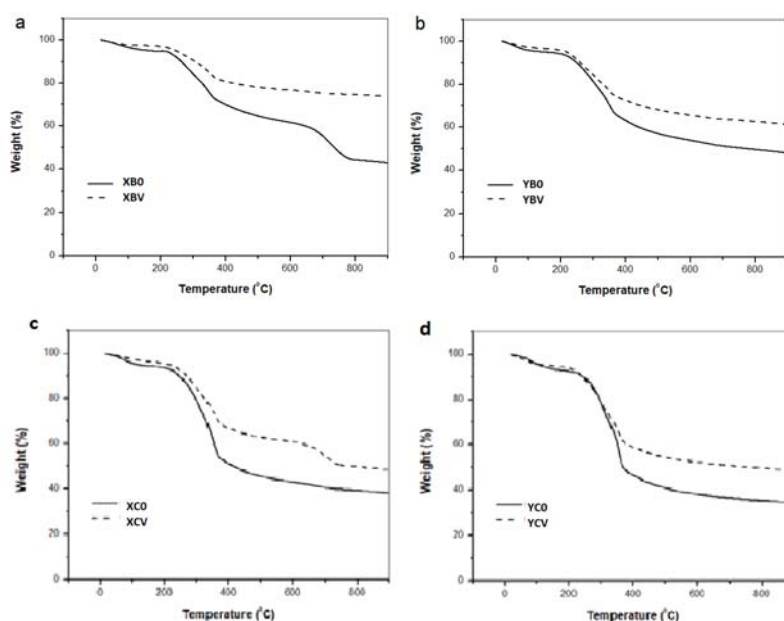 a
100
80
60
40
20
0
Weight (%)
XB0
XBV
0 200 400 600 800
Temperature (°C)
b
100
80
60
40
20
0
Weight (%)
YB0
YBV
0 200 400 600 800
Temperature (°C)
c
100
80
60
40
20
0
Weight (%)
XC0
XCV
0 200 400 600 800
Temperature (°C)
d
100
80
60
40
20
0
Weight (%)
YC0
YCV
0 200 400 600 800
Temperature (°C)